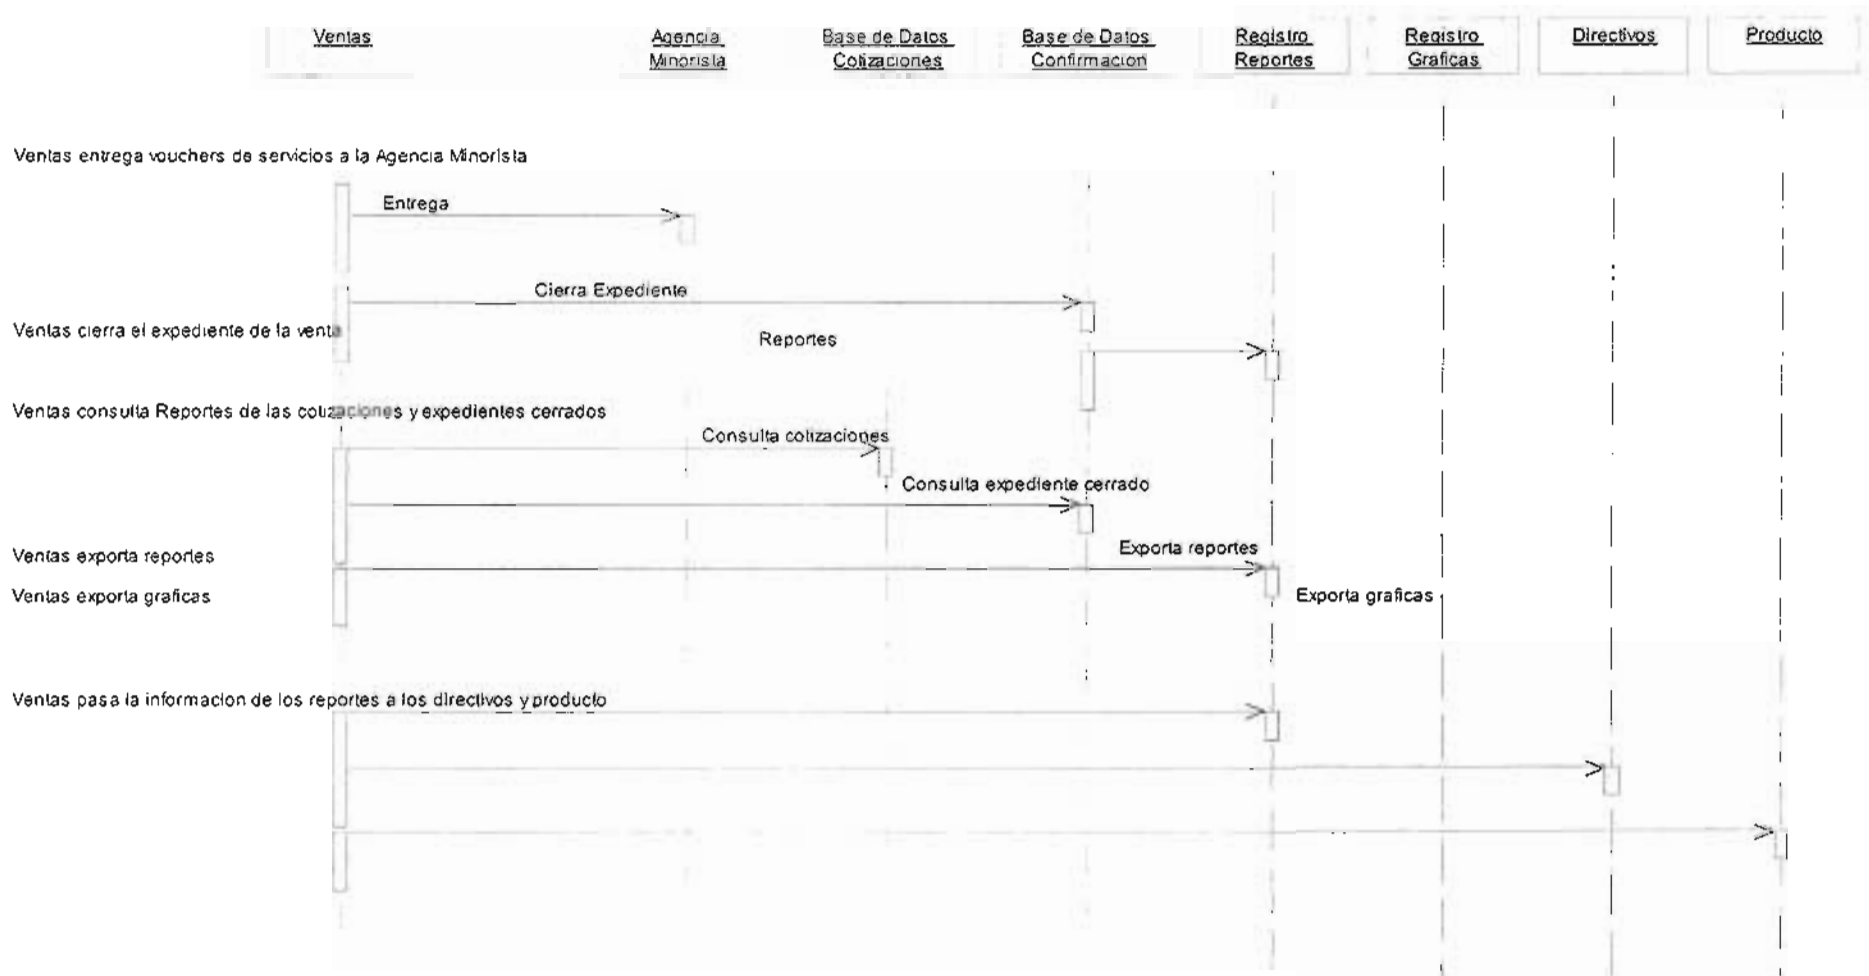 Ventas
Agencia
Minorista
Base de Datos
Cotizaciones
Base de Datos
Confirmacion
Registro
Reportes
Registro
Graficas
Directivos
Producto
Ventas entrega vouchers de servicios a la Agencia Minorista
Entrega
Cierra Expediente
Ventas cierra el expediente de la venta
Reportes
Ventas consulta Reportes de las cotizaciones y expedientes cerrados
Consulta cotizaciones
Consulta expediente cerrado
Ventas exporta reportes
Exporta reportes
Ventas exporta graficas
Exporta graficas
Ventas pasa la informacion de los reportes a los directivos y producto